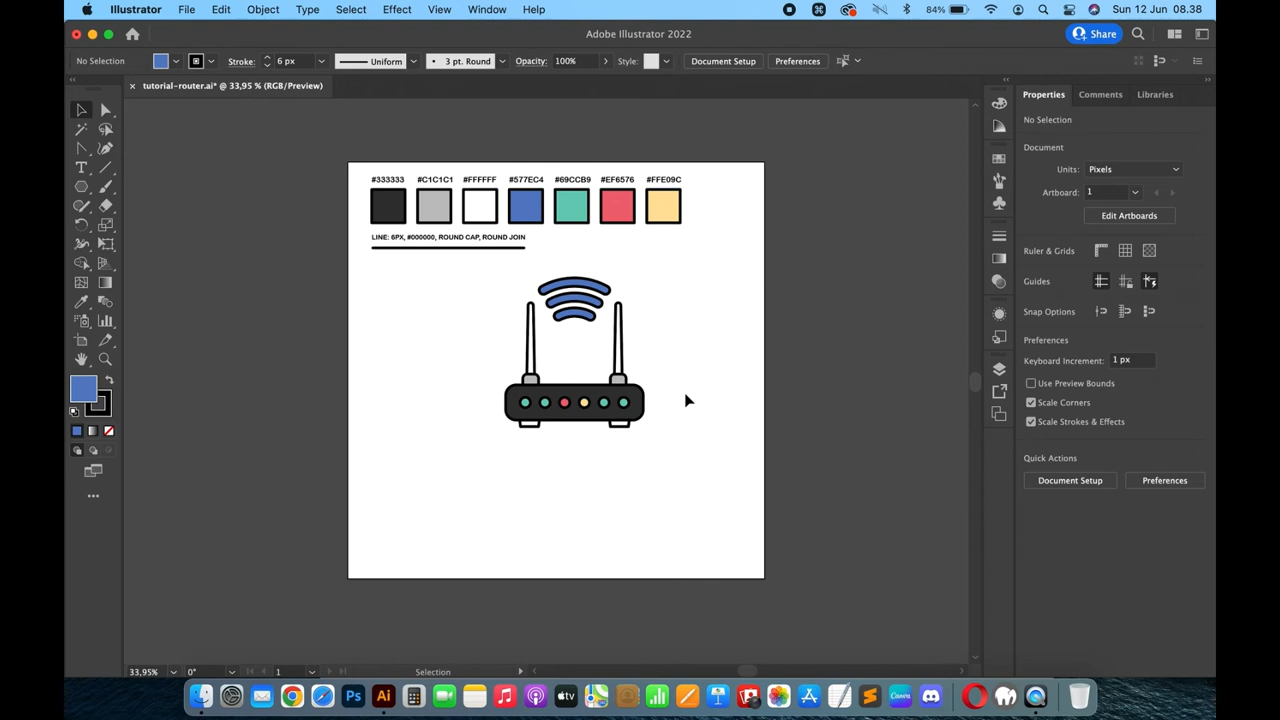 Illustrator File Edit Object Type Select Effect View Window Help 84% Sun 12 Jun 08.38
Adobe Illustrator 2022 Share
No Selection Stroke: 6 px Uniform 3 pt. Round Opacity: 100% Style: Document Setup Preferences
× tutorial-router.ai* @ 33,95 % (RGB/Preview)
Properties Comments Libraries
No Selection
Document
Units: Pixels
Artboard: 1
Edit Artboards
Ruler & Grids
Guides
Snap Options
Preferences
Keyboard Increment: 1 px
Use Preview Bounds
Scale Corners
Scale Strokes & Effects
Quick Actions
Document Setup Preferences
#333333 #C1C1C1 #FFFFFF #577EC4 #69CCB9 #EF6576 #FFE09C
LINE: 6PX, #000000, ROUND CAP, ROUND JOIN
33,95% 0° 1 Selection
Ps Ai tv Canva